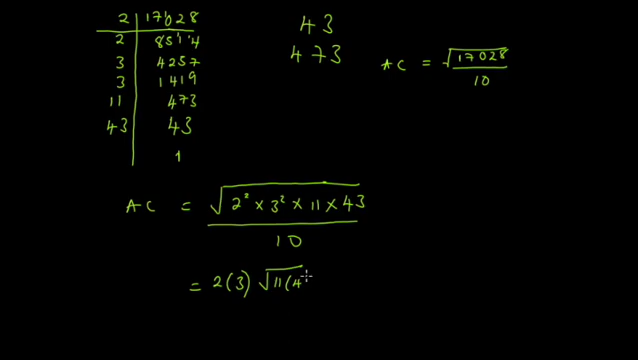 2 | 17028
2 | 8514
3 | 4257
3 | 1419
11 | 473
43 | 43
1
43
473
AC = √17028 / 10
AC = √2² × 3² × 11 × 43 / 10
= 2(3) √11(4